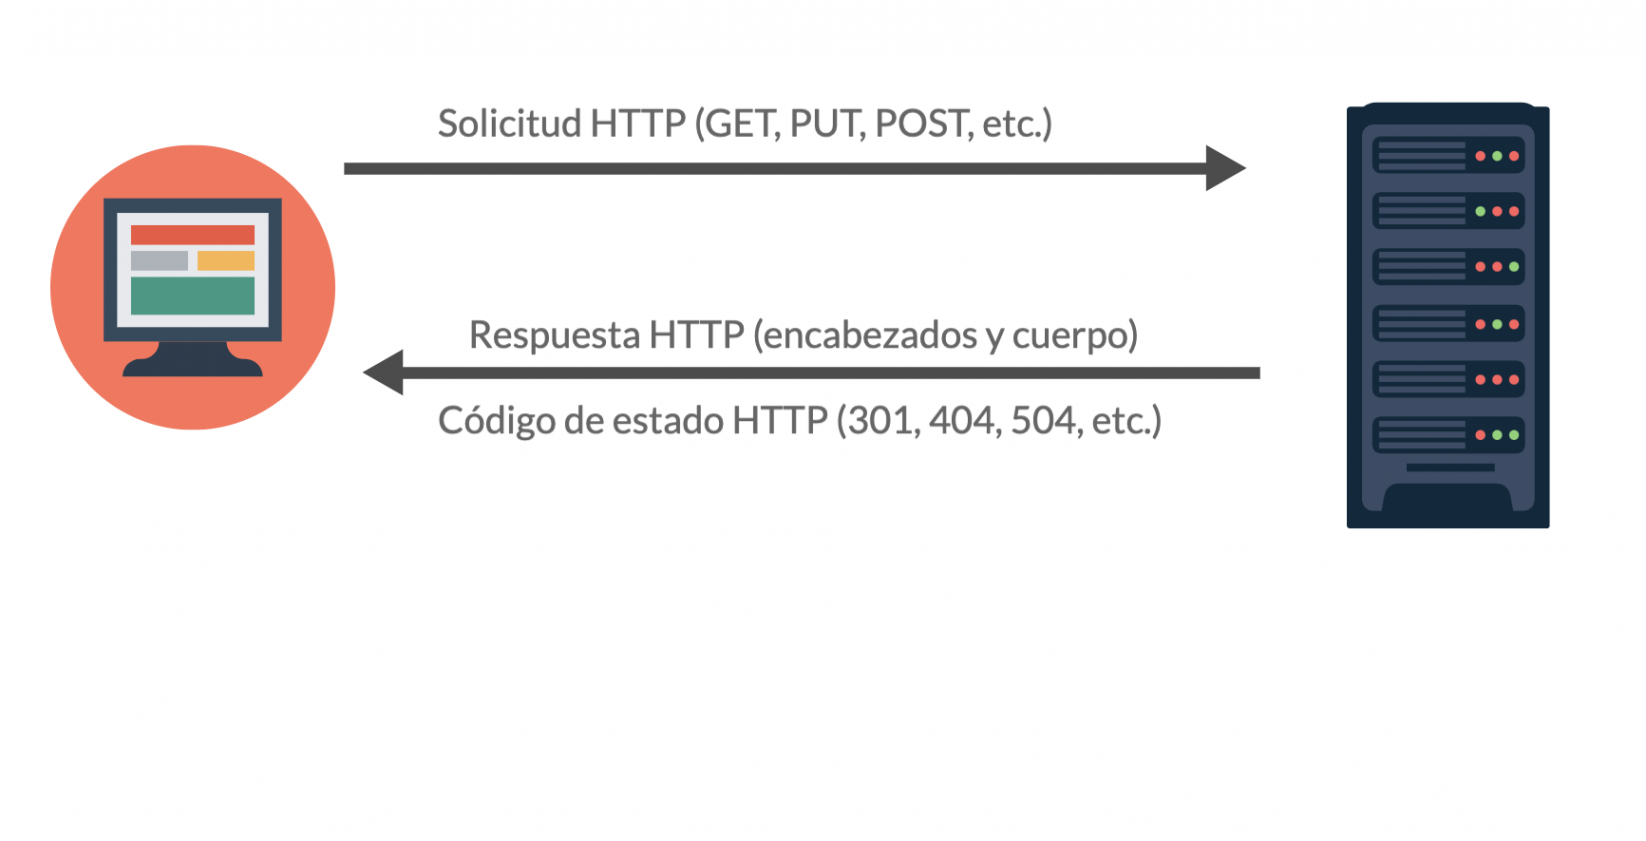 Solicitud HTTP (GET, PUT, POST, etc.)
Respuesta HTTP (encabezados y cuerpo)
Código de estado HTTP (301, 404, 504, etc.)